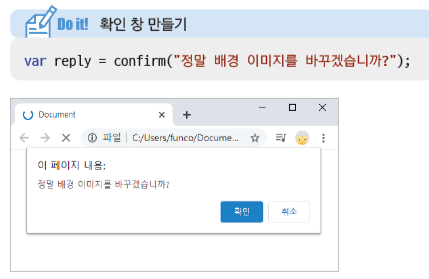 Do it! 확인 창 만들기
var reply = confirm("정말 배경 이미지를 바꾸겠습니까?");
Document
파일 | C:/Users/funco/Docume...
이 페이지 내용:
정말 배경 이미지를 바꾸겠습니까?
확인 취소